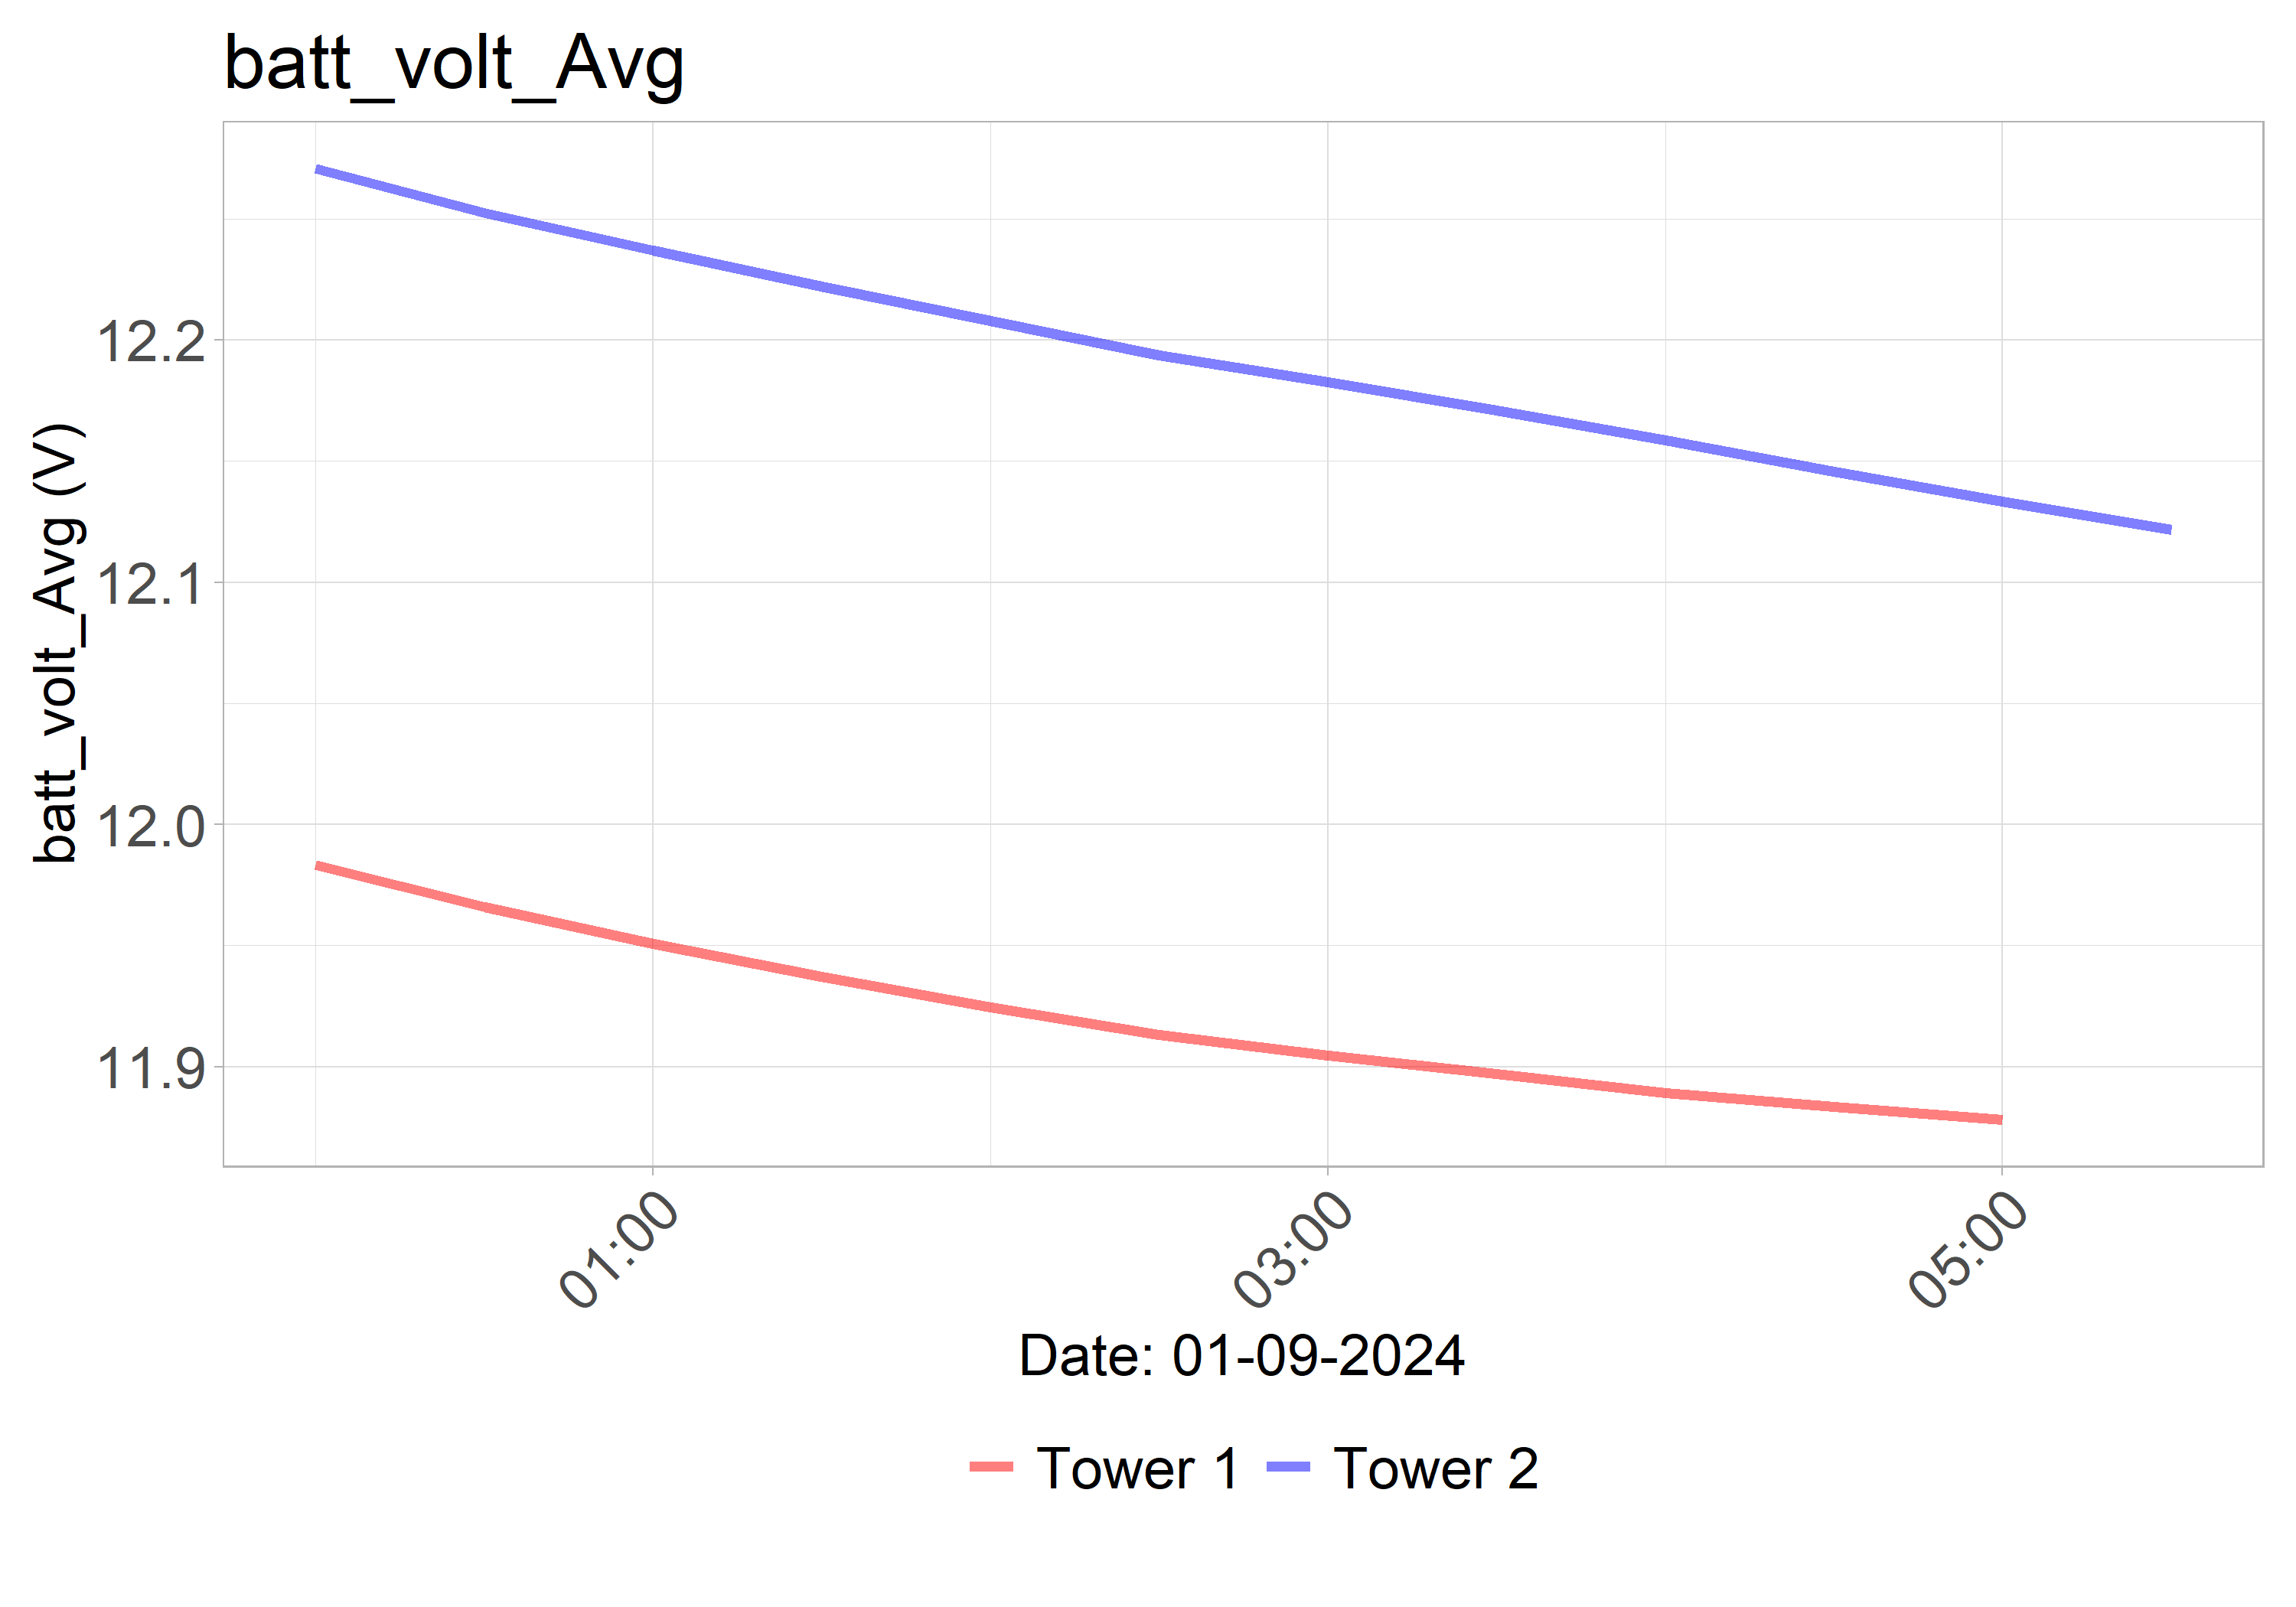 batt_volt_Avg
batt_volt_Avg (V)
12.2
12.1
12.0
11.9
01:00
03:00
05:00
Date: 01-09-2024
Tower 1
Tower 2